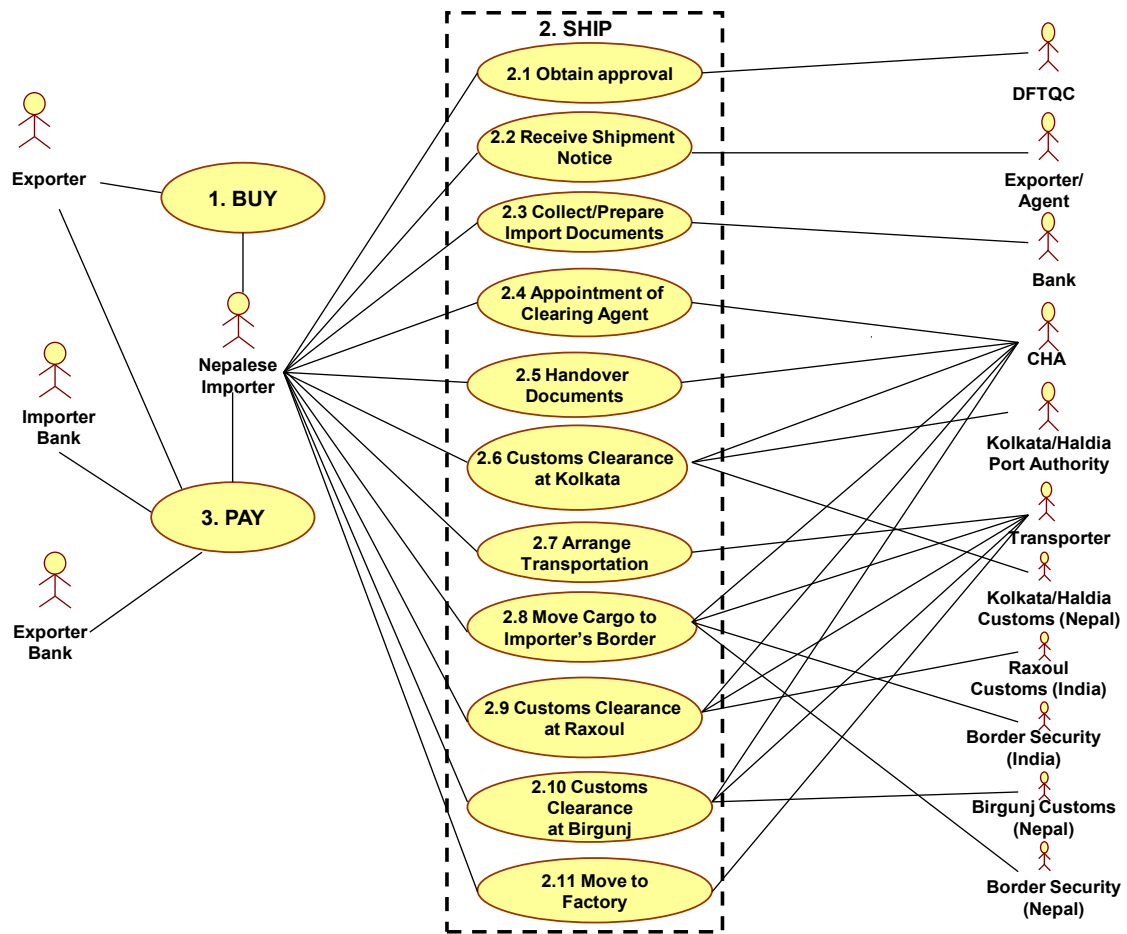 Exporter
1. BUY
Nepalese
Importer
Importer
Bank
3. PAY
Exporter
Bank
2. SHIP
2.1 Obtain approval
2.2 Receive Shipment
Notice
2.3 Collect/Prepare
Import Documents
2.4 Appointment of
Clearing Agent
2.5 Handover
Documents
2.6 Customs Clearance
at Kolkata
2.7 Arrange
Transportation
2.8 Move Cargo to
Importer's Border
2.9 Customs Clearance
at Raxoul
2.10 Customs
Clearance
at Birgunj
2.11 Move to
Factory
DFTQC
Exporter/
Agent
Bank
CHA
Kolkata/Haldia
Port Authority
Transporter
Kolkata/Haldia
Customs (Nepal)
Raxoul
Customs (India)
Border Security
(India)
Birgunj Customs
(Nepal)
Border Security
(Nepal)